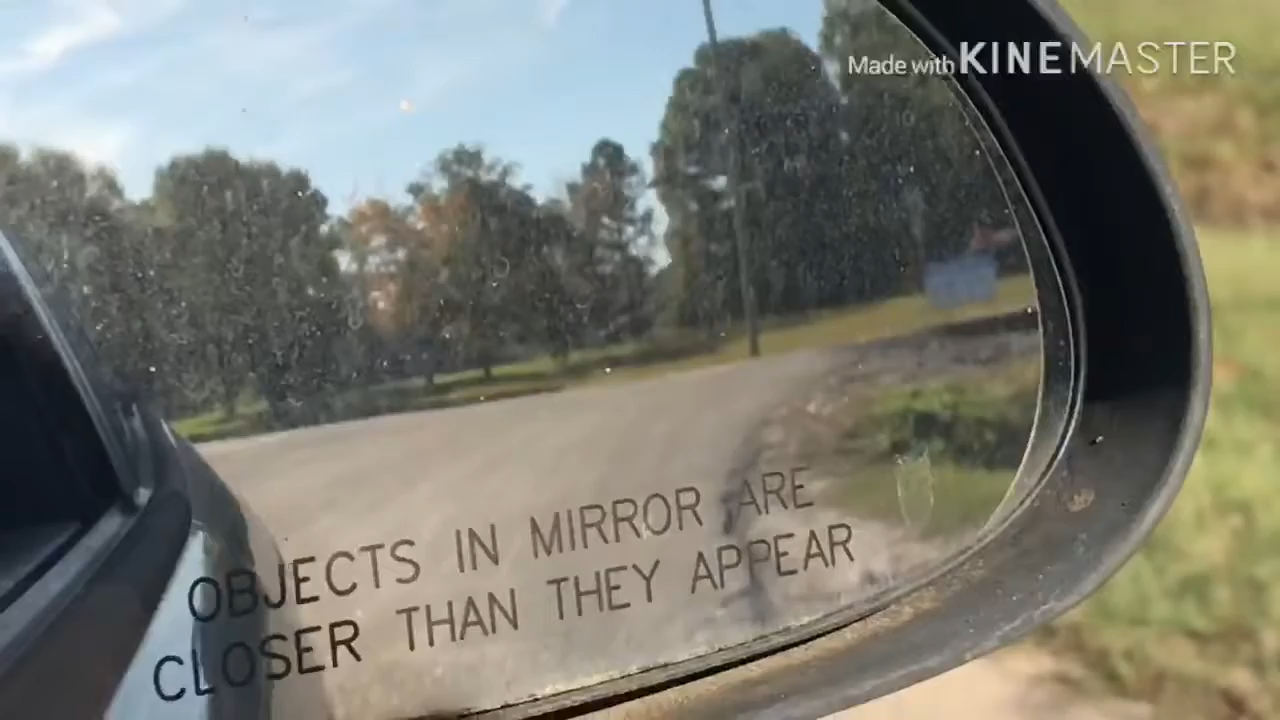 Made with KINEMASTER
OBJECTS IN MIRROR ARE
CLOSER THAN THEY APPEAR